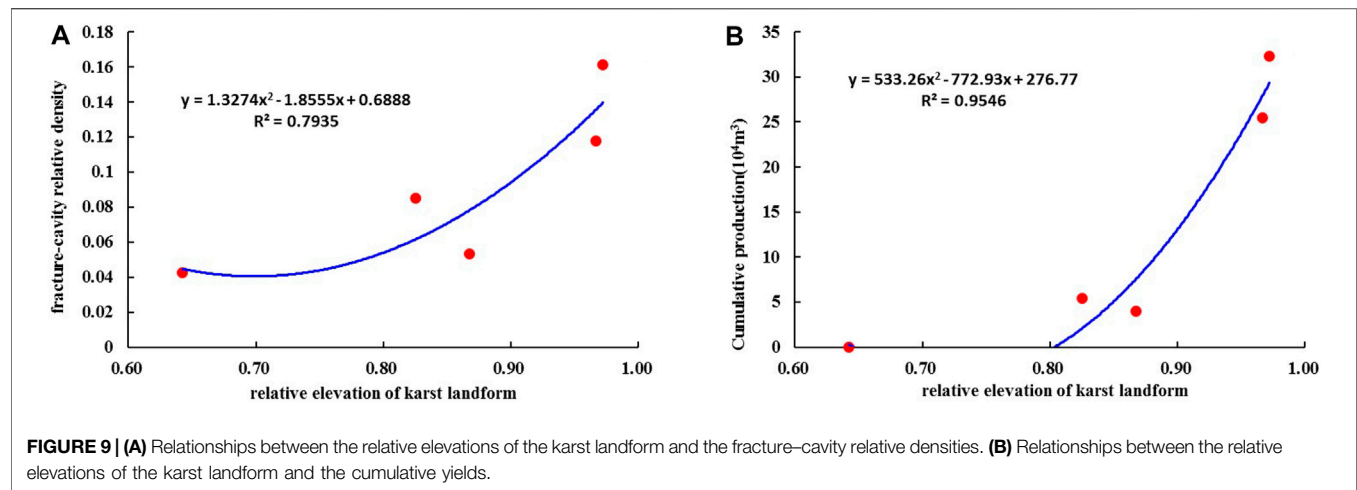 A
0.18
0.16
0.14
0.12
0.1
0.08
0.06
0.04
0.02
0
fracture-cavity relative density
y = 1.3274x² - 1.8555x + 0.6888
R² = 0.7935
0.60 0.70 0.80 0.90 1.00
relative elevation of karst landform
B
35
30
25
20
15
10
5
0
Cumulative production(10⁴m³)
y = 533.26x² - 772.93x + 276.77
R² = 0.9546
0.60 0.70 0.80 0.90 1.00
relative elevation of karst landform
FIGURE 9 | (A) Relationships between the relative elevations of the karst landform and the fracture–cavity relative densities. (B) Relationships between the relative
elevations of the karst landform and the cumulative yields.